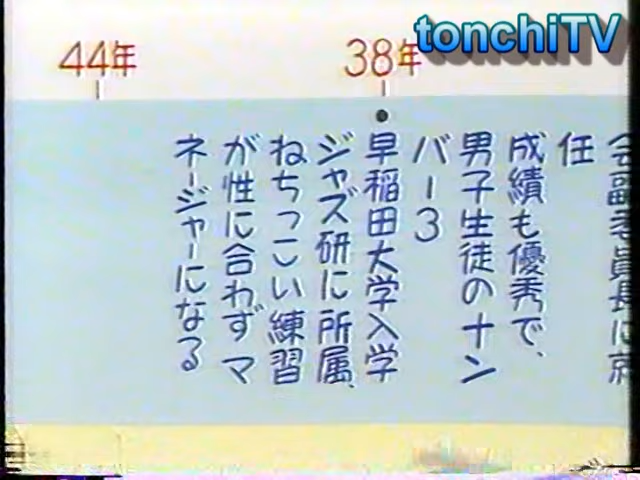 tonchiTV
38年
44年
会副委員長に就
任
成績も優秀で、
男子生徒のナン
バー3
早稲田大学入学
ジャズ研に所属、
ねちっこい練習
が性に合わず マ
ネージャーになる